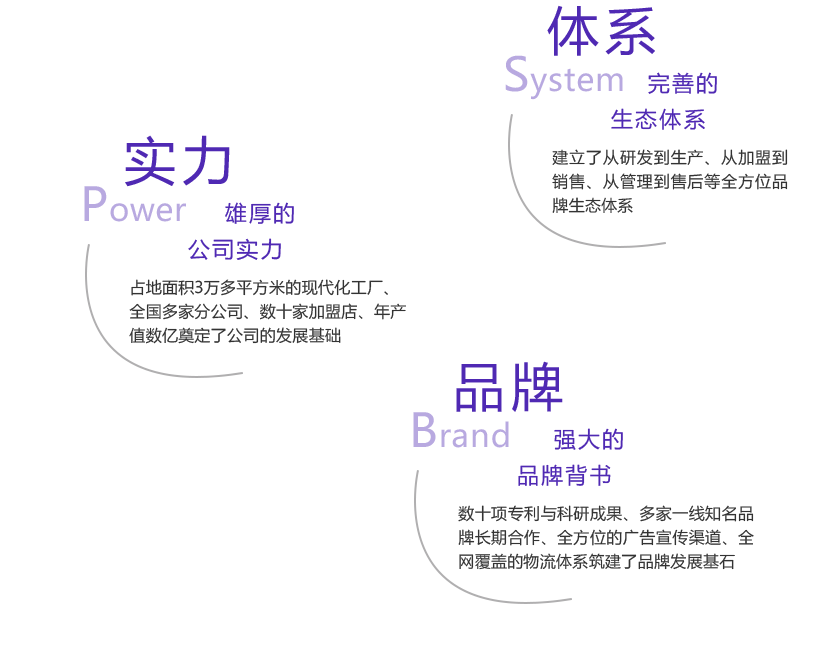 体系
System 完善的
生态体系
建立了从研发到生产、从加盟到
销售、从管理到售后等全方位品
牌生态体系
实力
Power 雄厚的
公司实力
占地面积3万多平方米的现代化工厂、
全国多家分公司、数十家加盟店、年产
值数亿奠定了公司的发展基础
品牌
Brand 强大的
品牌背书
数十项专利与科研成果、多家一线知名品
牌长期合作、全方位的广告宣传渠道、全
网覆盖的物流体系筑建了品牌发展基石